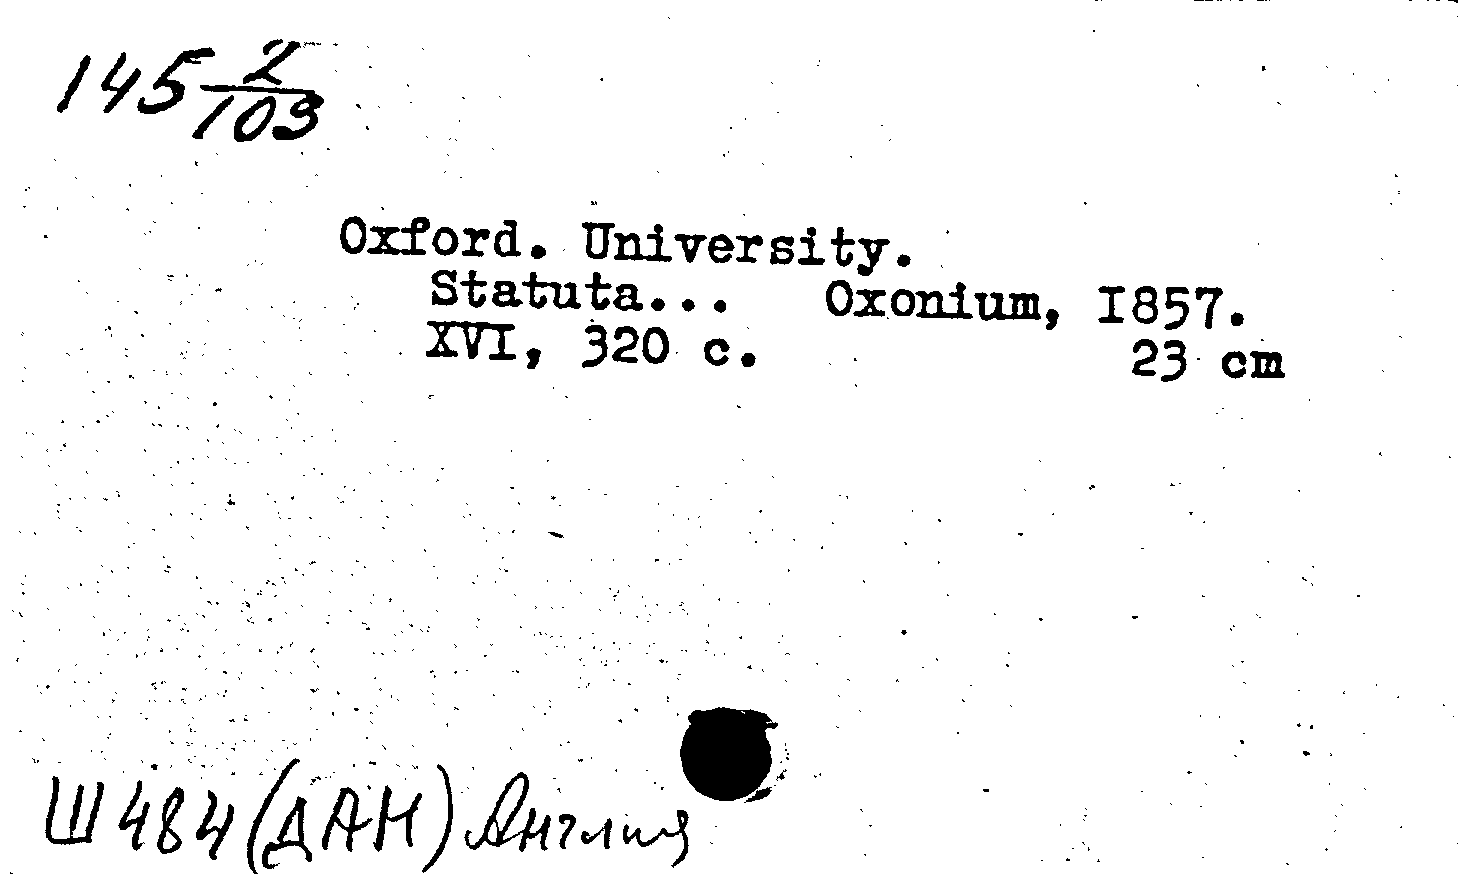 145 2/103
Oxford. University.
Statuta... Oxonium, I857.
XVI, 320 c. 23 cm
Ш484(ДАН) Англия